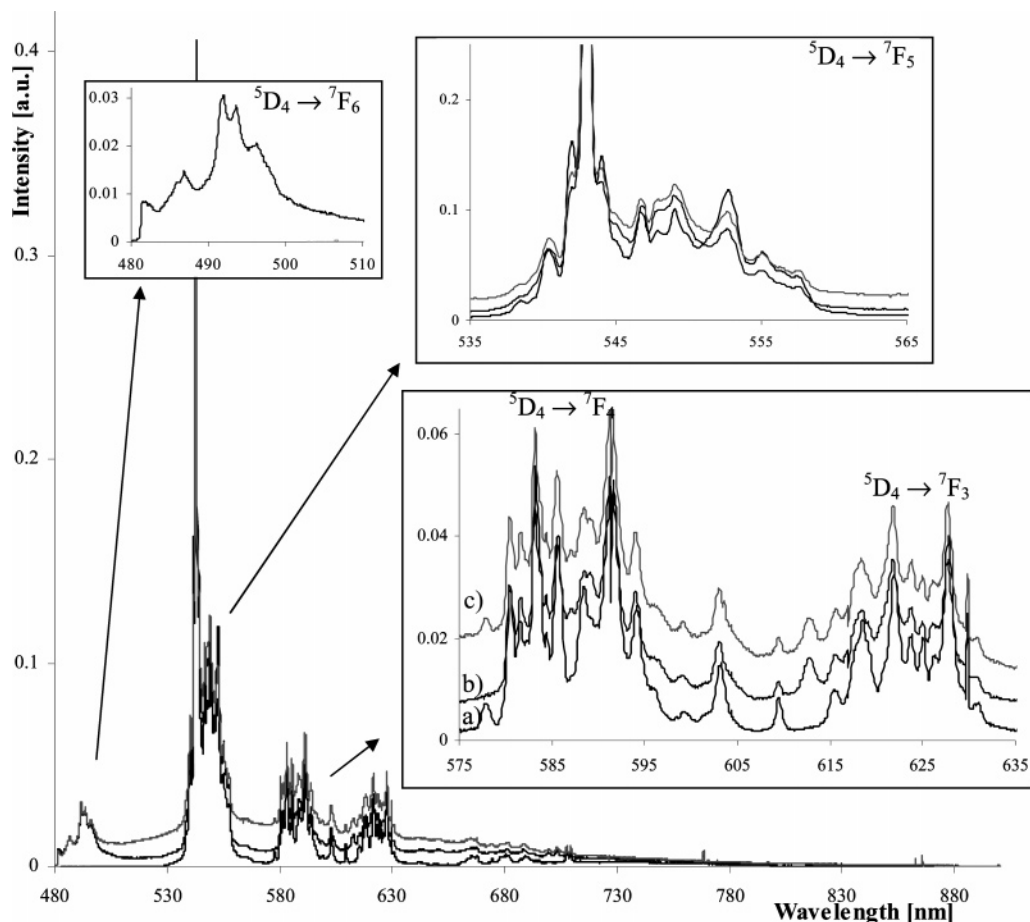 Intensity [a.u.]
0.4
0.3
0.2
0.1
0
480 530 580 630 680 730 780 830 880
Wavelength [nm]
⁵D₄ → ⁷F₆
0.03
0.02
0.01
0
480 490 500 510
⁵D₄ → ⁷F₅
0.2
0.1
0
535 545 555 565
⁵D₄ → ⁷F₄
⁵D₄ → ⁷F₃
0.06
0.04
0.02
0
c)
b)
a)
575 585 595 605 615 625 635